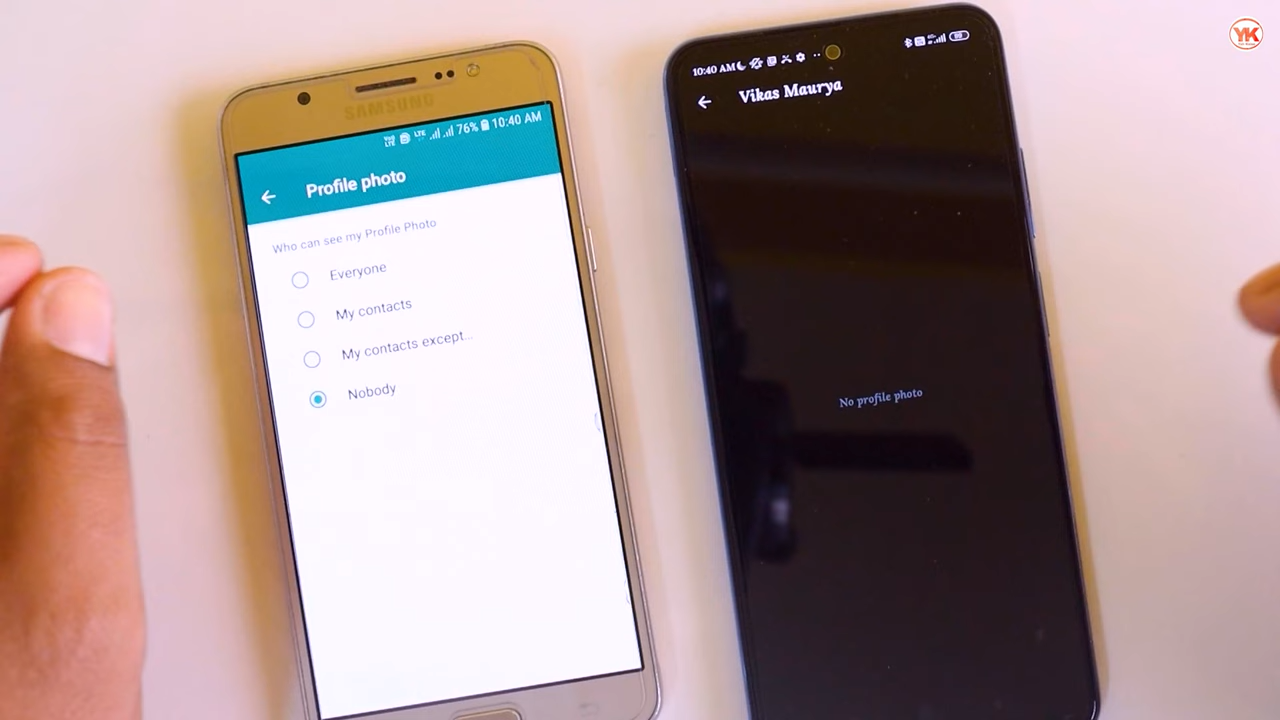 YK
SAMSUNG
LTE 76% 10:40 AM
Profile photo
Who can see my Profile Photo
Everyone
My contacts
My contacts except...
Nobody
10:40 AM
Vikas Maurya
No profile photo